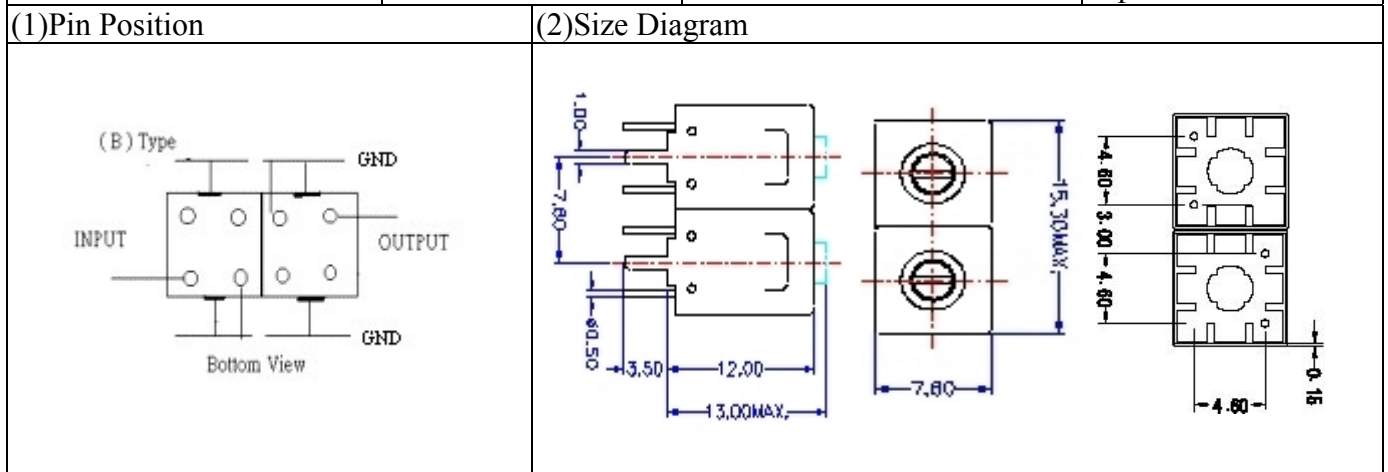 (1)Pin Position
(2)Size Diagram
(B) Type
GND
INPUT
OUTPUT
GND
Bottom View
1.00
7.60
ø0.50
3.50
12.00
13.00MAX.
15.30MAX.
7.60
4.60
3.00
4.60
4.60
0.15